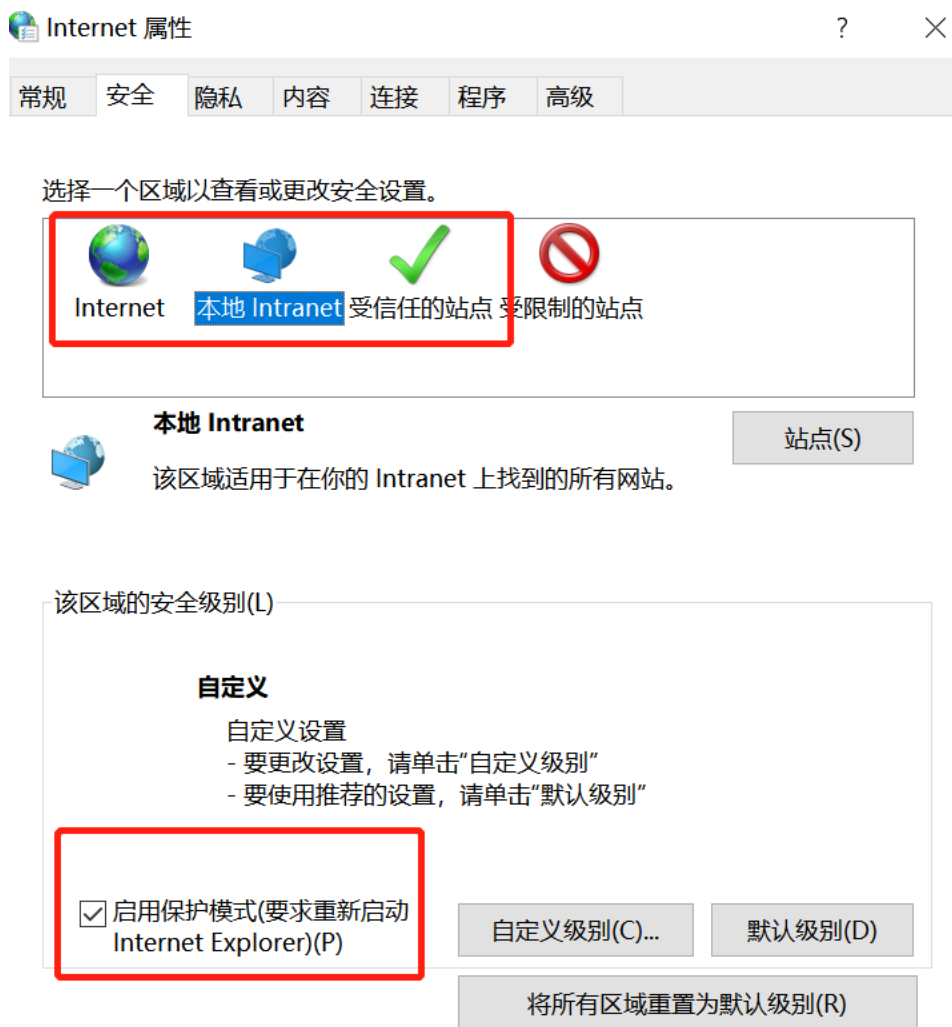 Internet 属性
常规 安全 隐私 内容 连接 程序 高级
选择一个区域以查看或更改安全设置。
Internet 本地 Intranet 受信任的站点 受限制的站点
本地 Intranet
站点(S)
该区域适用于在你的 Intranet 上找到的所有网站。
该区域的安全级别(L)
自定义
自定义设置
- 要更改设置，请单击“自定义级别”
- 要使用推荐的设置，请单击“默认级别”
启用保护模式(要求重新启动
Internet Explorer)(P)
自定义级别(C)... 默认级别(D)
将所有区域重置为默认级别(R)